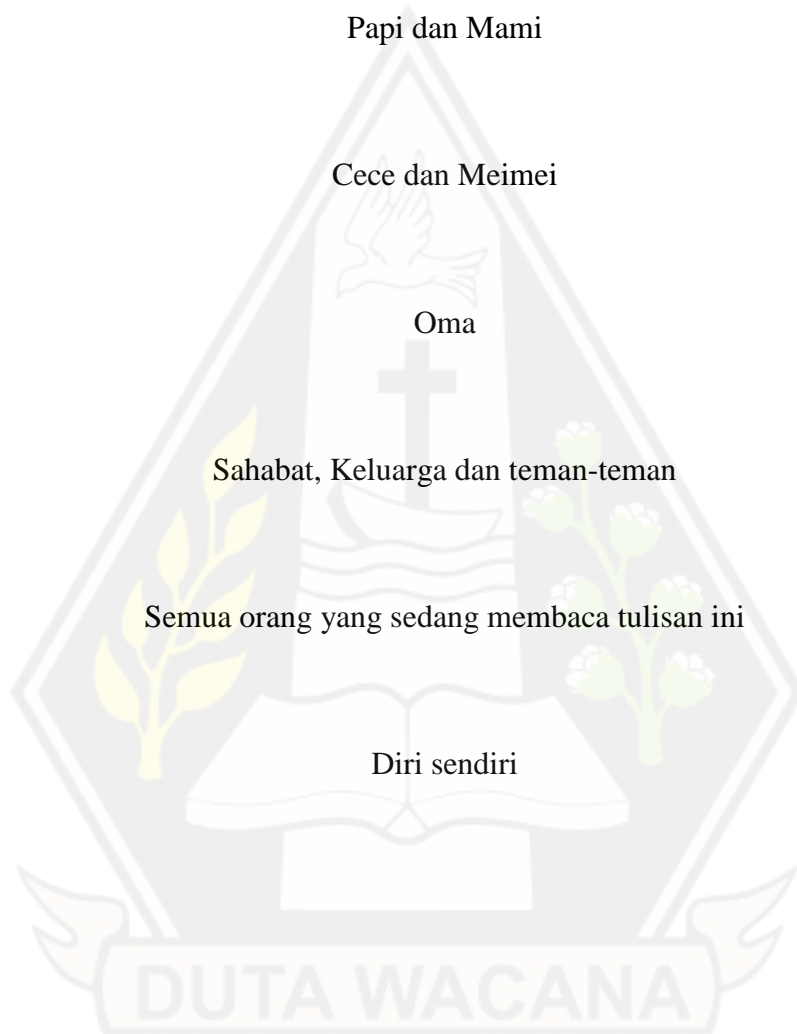 Papi dan Mami
Cece dan Meimei
Oma
Sahabat, Keluarga dan teman-teman
Semua orang yang sedang membaca tulisan ini
Diri sendiri
DUTA WACANA